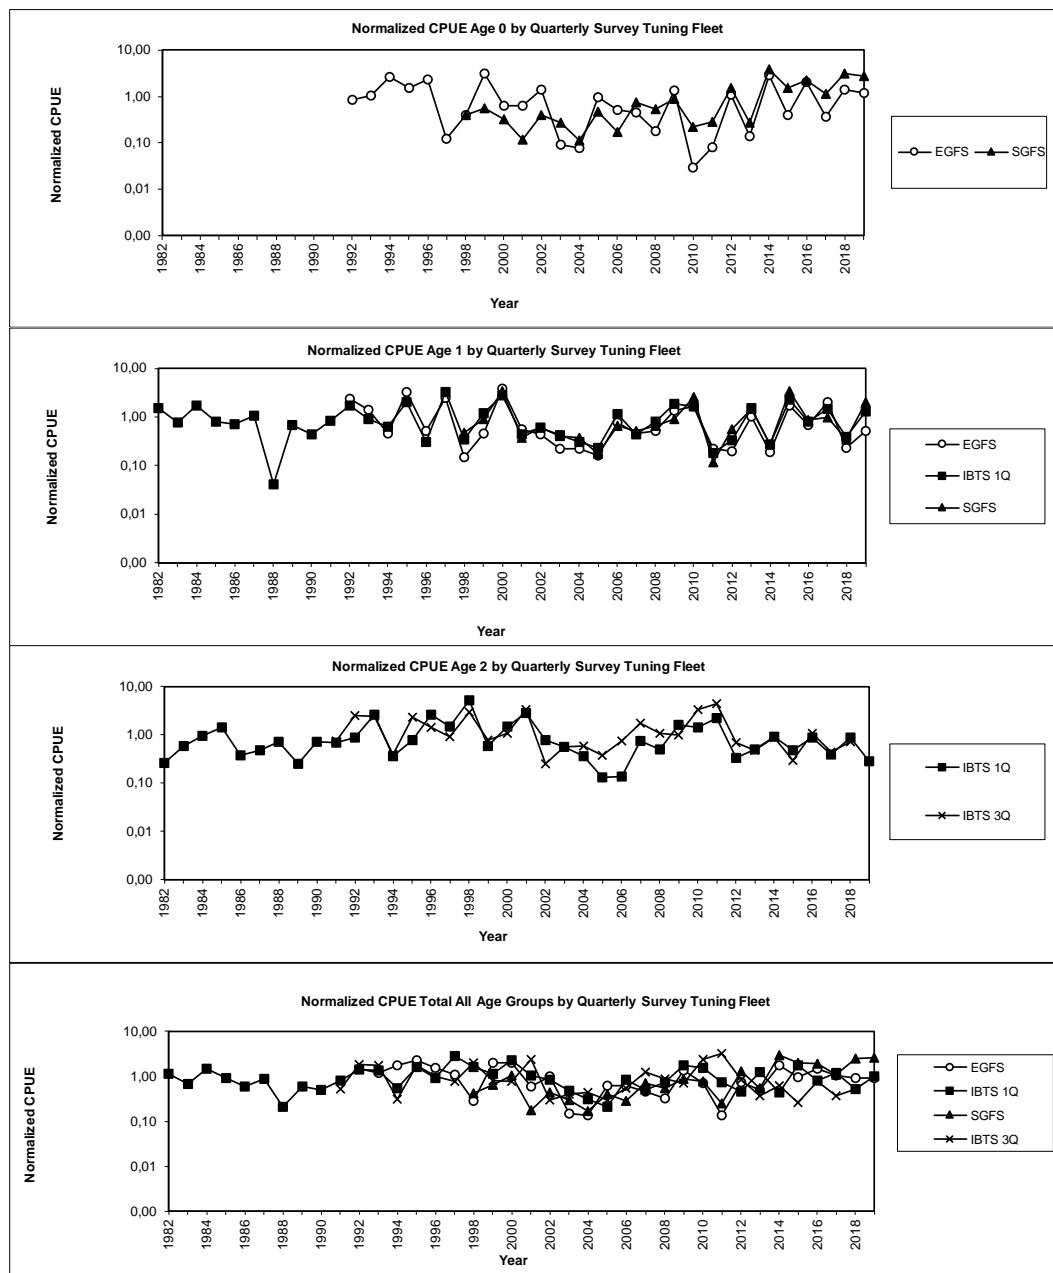 Normalized CPUE Age 0 by Quarterly Survey Tuning Fleet
Normalized CPUE
10,00
1,00
0,10
0,01
0,00
1982 1984 1986 1988 1990 1992 1994 1996 1998 2000 2002 2004 2006 2008 2010 2012 2014 2016 2018
Year
EGFS SGFS
Normalized CPUE Age 1 by Quarterly Survey Tuning Fleet
Normalized CPUE
10,00
1,00
0,10
0,01
0,00
1982 1984 1986 1988 1990 1992 1994 1996 1998 2000 2002 2004 2006 2008 2010 2012 2014 2016 2018
Year
EGFS
IBTS 1Q
SGFS
Normalized CPUE Age 2 by Quarterly Survey Tuning Fleet
Normalized CPUE
10,00
1,00
0,10
0,01
0,00
1982 1984 1986 1988 1990 1992 1994 1996 1998 2000 2002 2004 2006 2008 2010 2012 2014 2016 2018
Year
IBTS 1Q
IBTS 3Q
Normalized CPUE Total All Age Groups by Quarterly Survey Tuning Fleet
Normalized CPUE
10,00
1,00
0,10
0,01
0,00
1982 1984 1986 1988 1990 1992 1994 1996 1998 2000 2002 2004 2006 2008 2010 2012 2014 2016 2018
Year
EGFS
IBTS 1Q
SGFS
IBTS 3Q